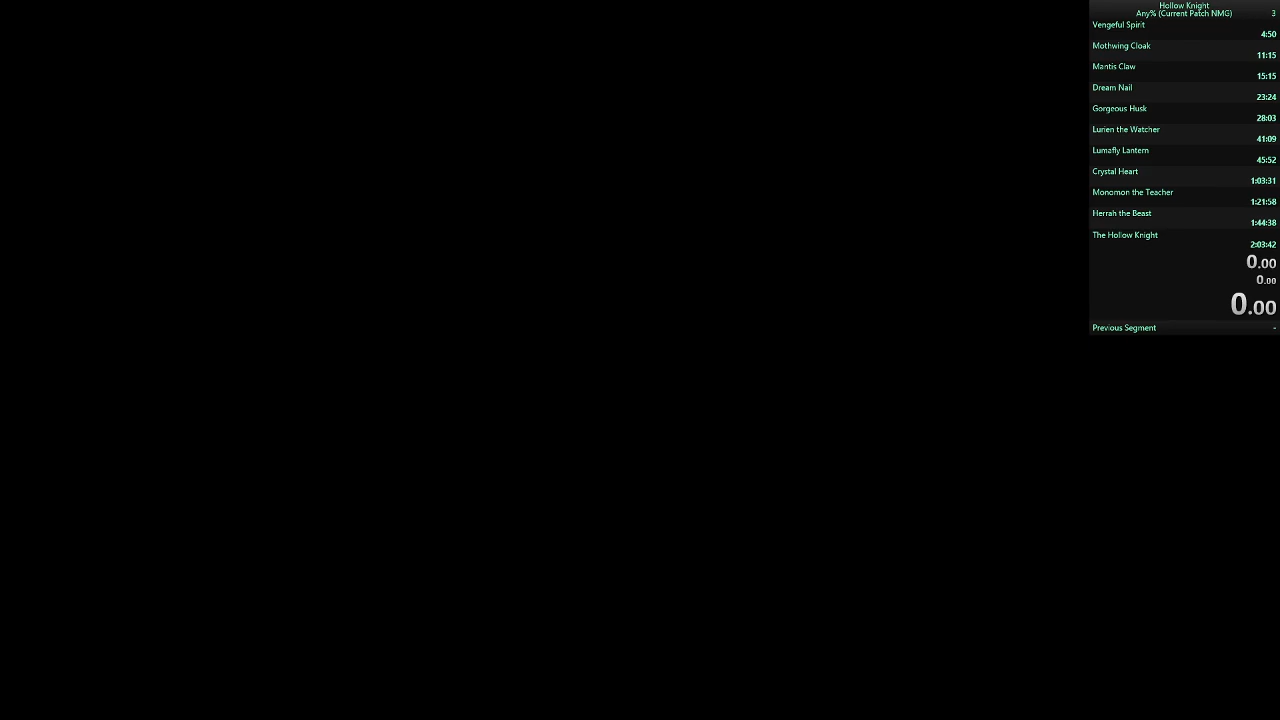 Hollow Knight
Any% (Current Patch NMG) 3
Vengeful Spirit
4:50
Mothwing Cloak
11:15
Mantis Claw
15:15
Dream Nail
23:24
Gorgeous Husk
28:03
Lurien the Watcher
41:09
Lumafly Lantern
45:52
Crystal Heart
1:03:31
Monomon the Teacher
1:21:58
Herrah the Beast
1:44:38
The Hollow Knight
2:03:42
0.00
0.00
0.00
Previous Segment -